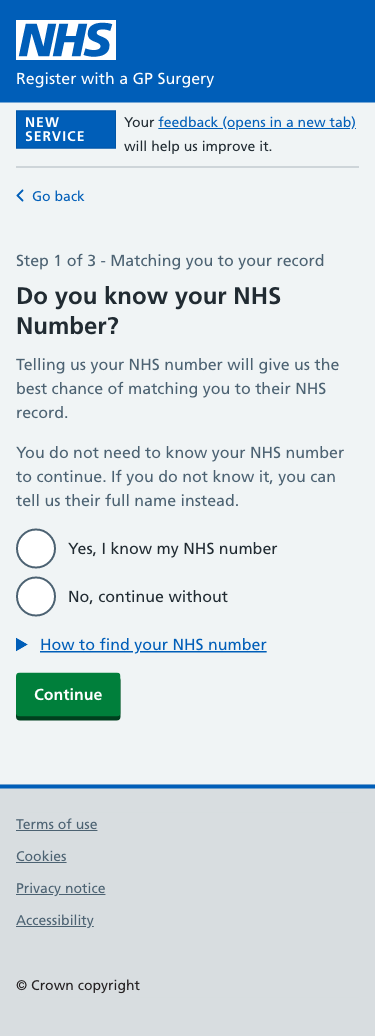 NHS
Register with a GP Surgery
NEW
SERVICE
Your feedback (opens in a new tab)
will help us improve it.
Go back
Step 1 of 3 - Matching you to your record
Do you know your NHS
Number?
Telling us your NHS number will give us the
best chance of matching you to their NHS
record.
You do not need to know your NHS number
to continue. If you do not know it, you can
tell us their full name instead.
Yes, I know my NHS number
No, continue without
How to find your NHS number
Continue
Terms of use
Cookies
Privacy notice
Accessibility
© Crown copyright